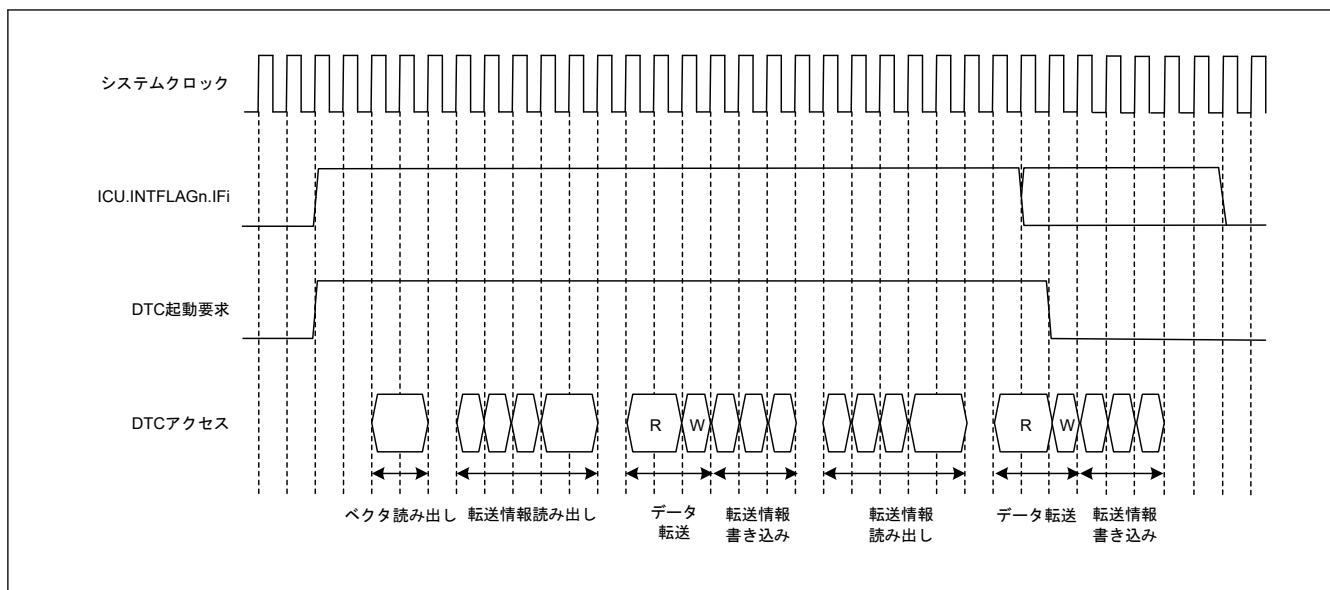 システムクロック
ICU.INTFLAGn.IFi
DTC起動要求
DTCアクセス
R
W
R
W
ベクタ読み出し
転送情報読み出し
データ
転送
転送情報
書き込み
転送情報
読み出し
データ転送
転送情報
書き込み